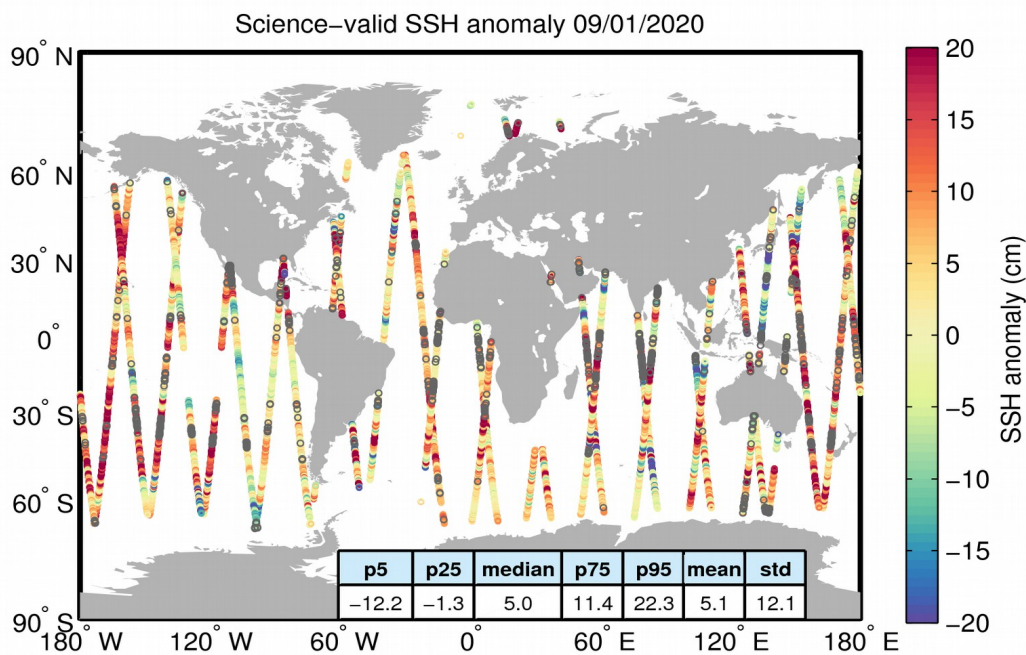 Science−valid SSH anomaly 09/01/2020
90° N
60° N
30° N
0°
30° S
60° S
90° S
180° W
120° W
60° W
0°
60° E
120° E
180° E
p5 p25 median p75 p95 mean std
−12.2 −1.3 5.0 11.4 22.3 5.1 12.1
20
15
10
5
0
−5
−10
−15
−20
SSH anomaly (cm)